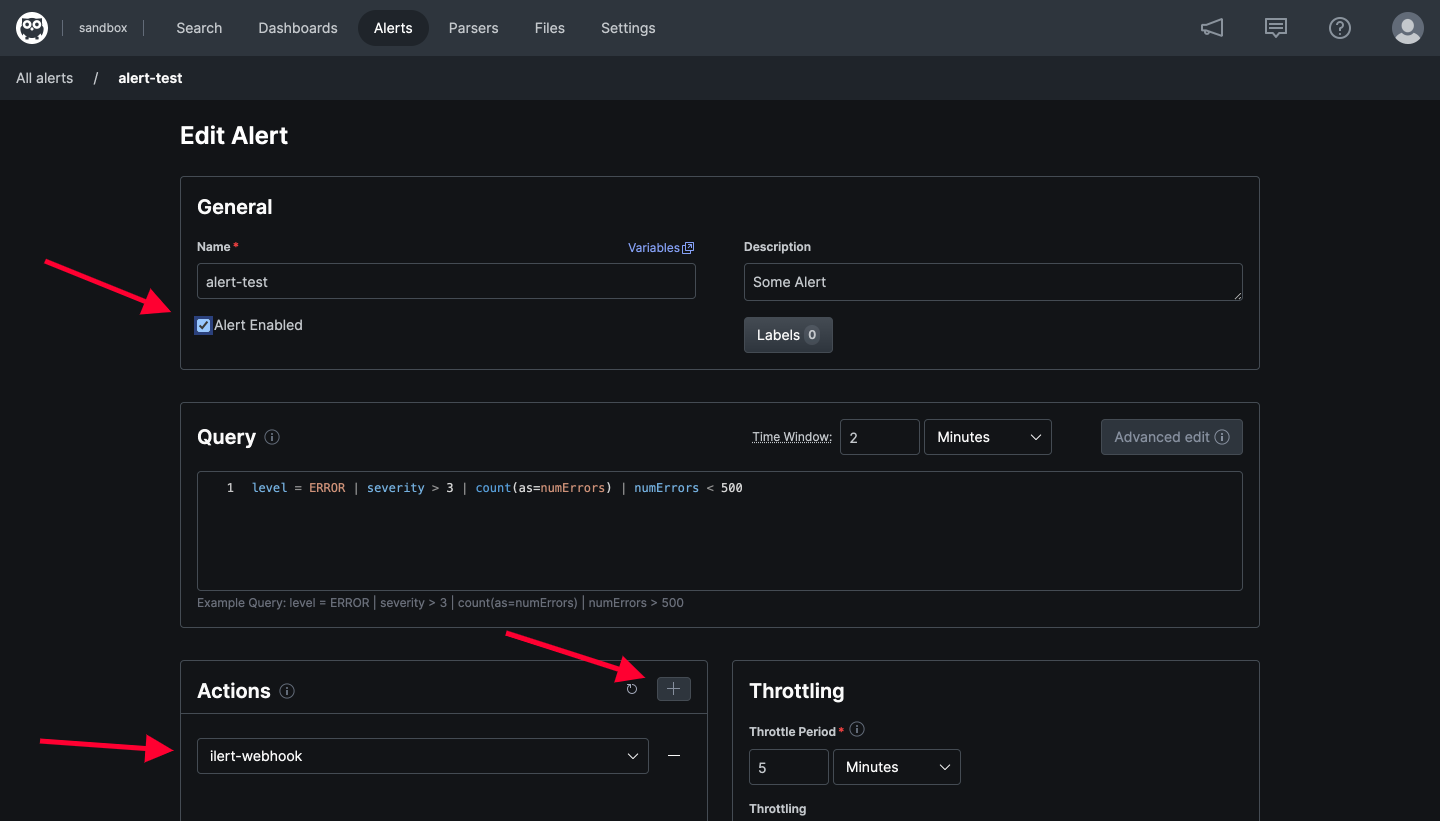 sandbox Search Dashboards Alerts Parsers Files Settings
All alerts / alert-test
Edit Alert
General
Name * Variables
alert-test
Alert Enabled
Description
Some Alert
Labels 0
Query Time Window: 2 Minutes Advanced edit
1 level = ERROR | severity > 3 | count(as=numErrors) | numErrors < 500
Example Query: level = ERROR | severity > 3 | count(as=numErrors) | numErrors > 500
Actions
ilert-webhook
Throttling
Throttle Period *
5 Minutes
Throttling